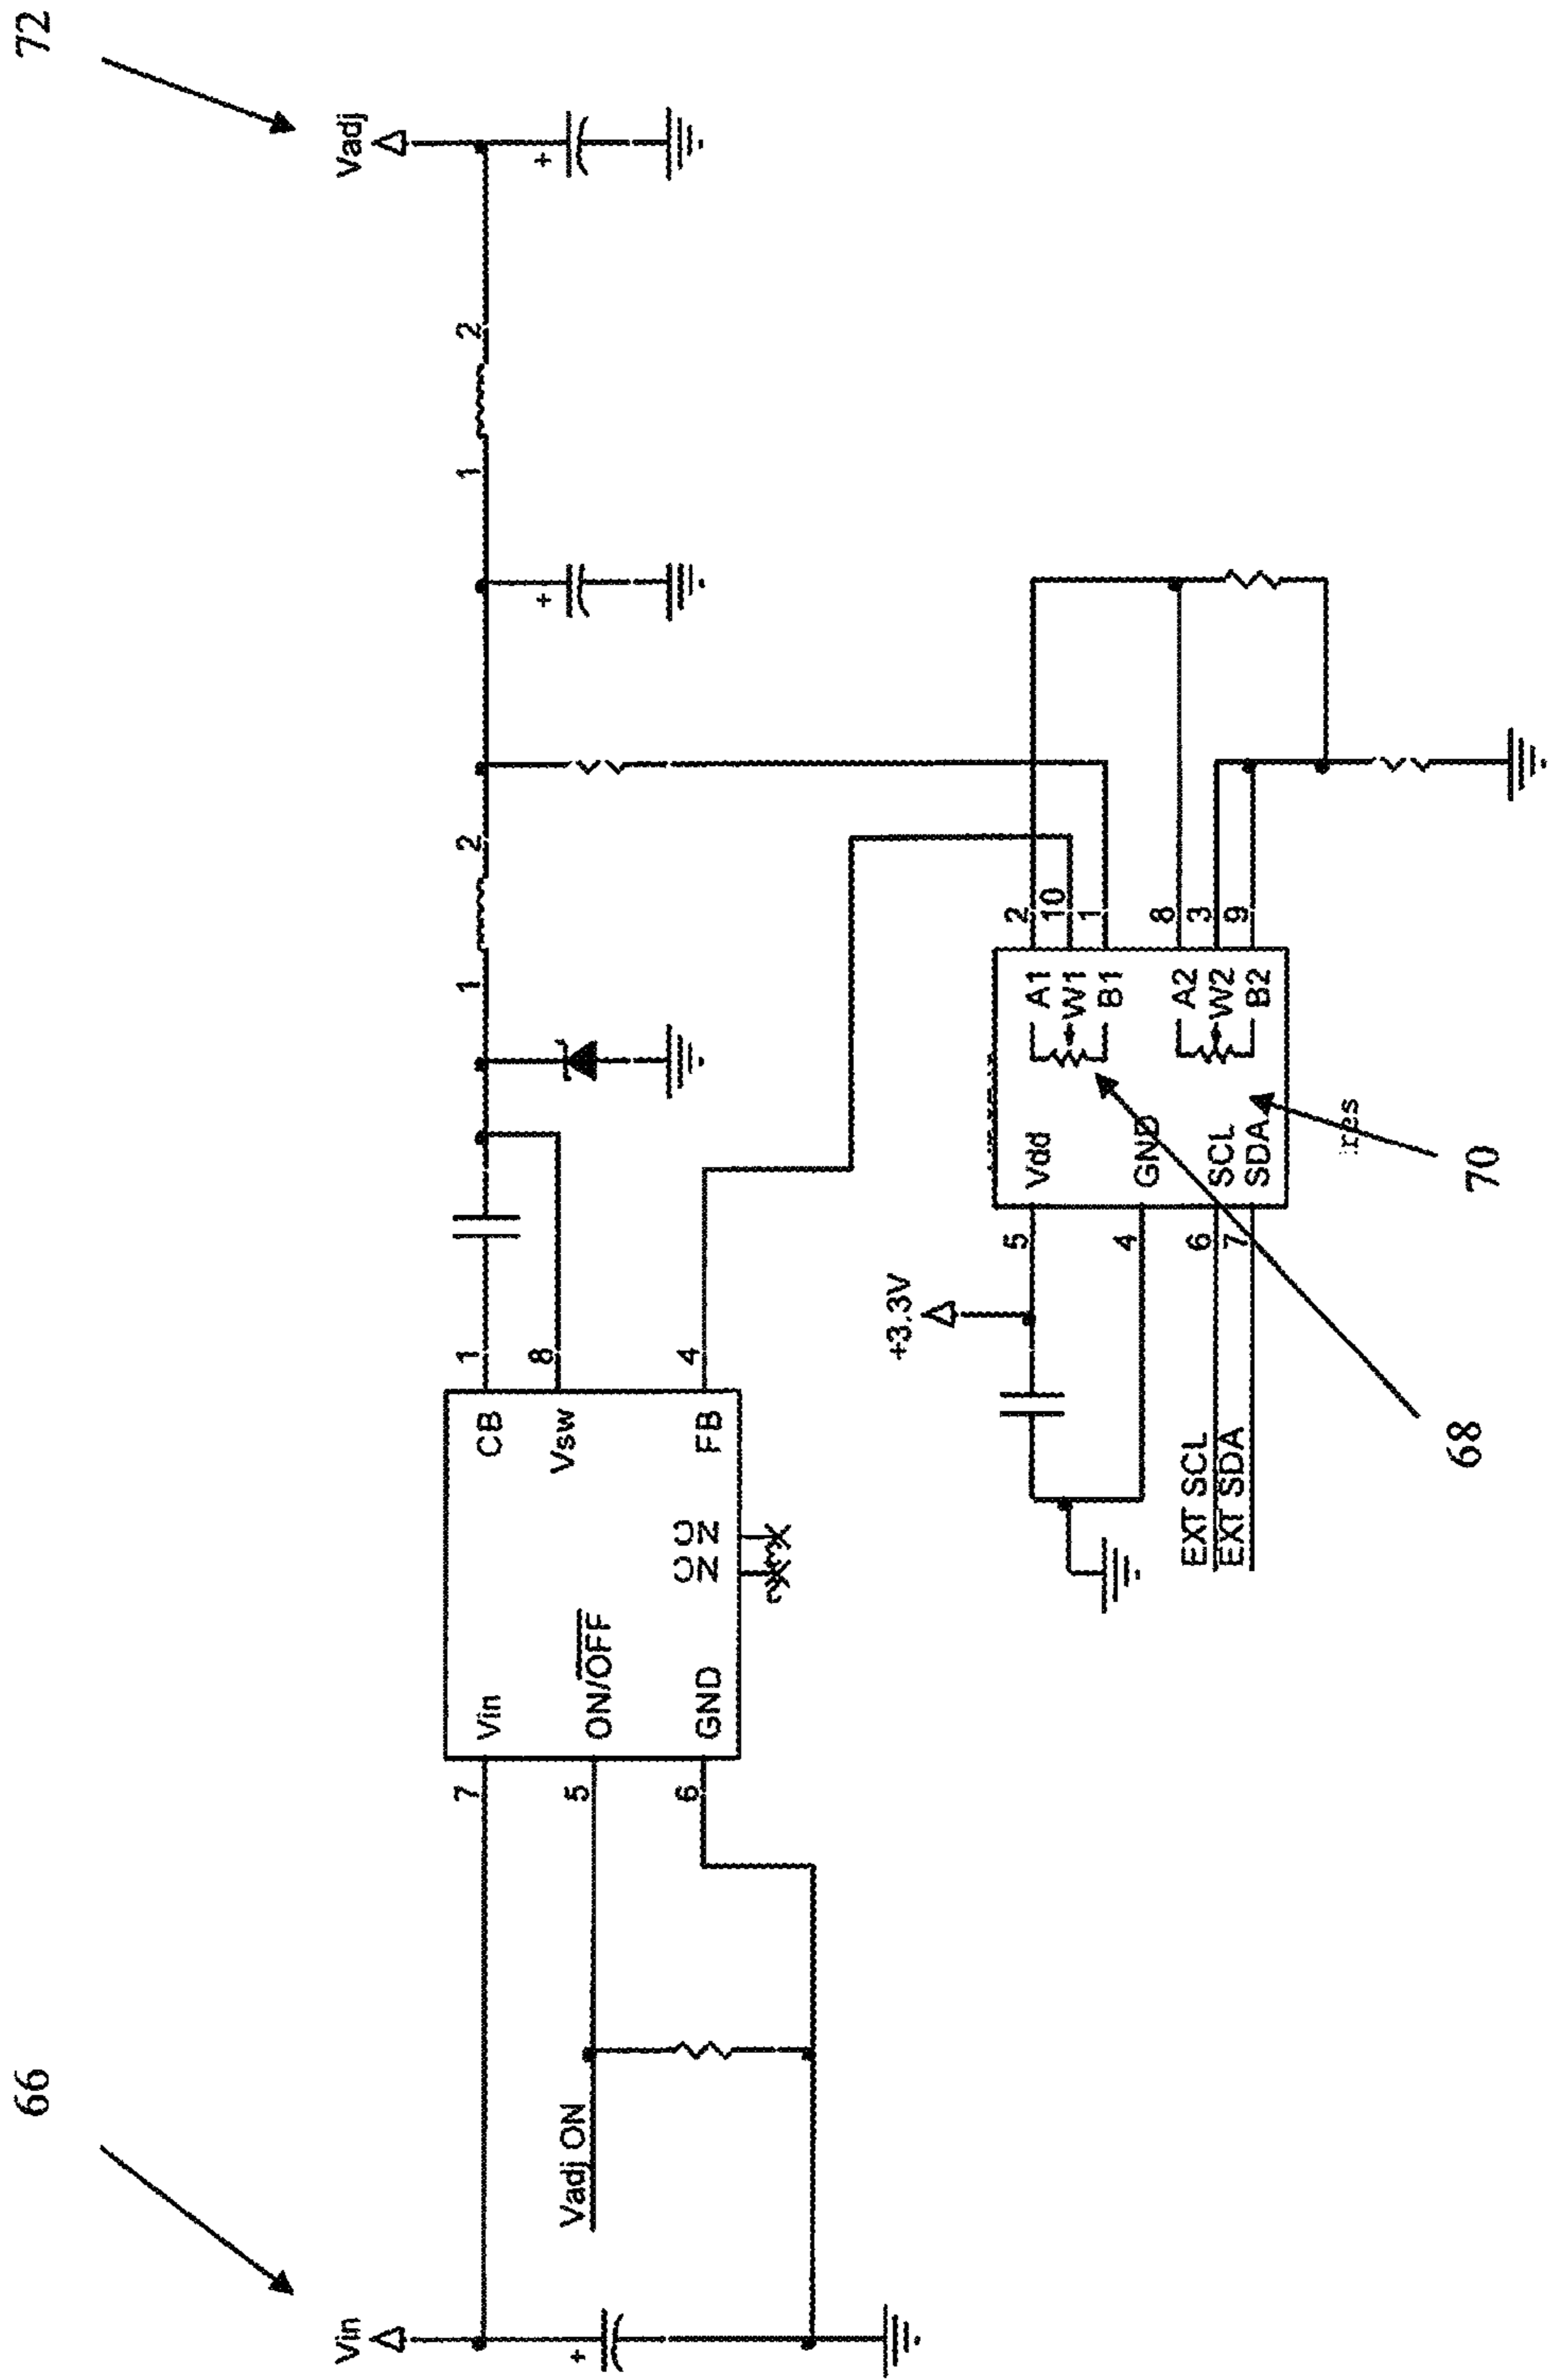 66
72
Vin
Vadj
+
+
+
Vadj ON
7
5
6
Vin
ON/OFF
GND
NC
NC
CB
Vsw
FB
1
8
4
1
2
1
2
+3.3V
EXT SCL
EXT SDA
5
4
6
7
Vdd
GND
SCL
SDA
A1
W1
B1
A2
W2
B2
2
10
1
8
3
9
68
70